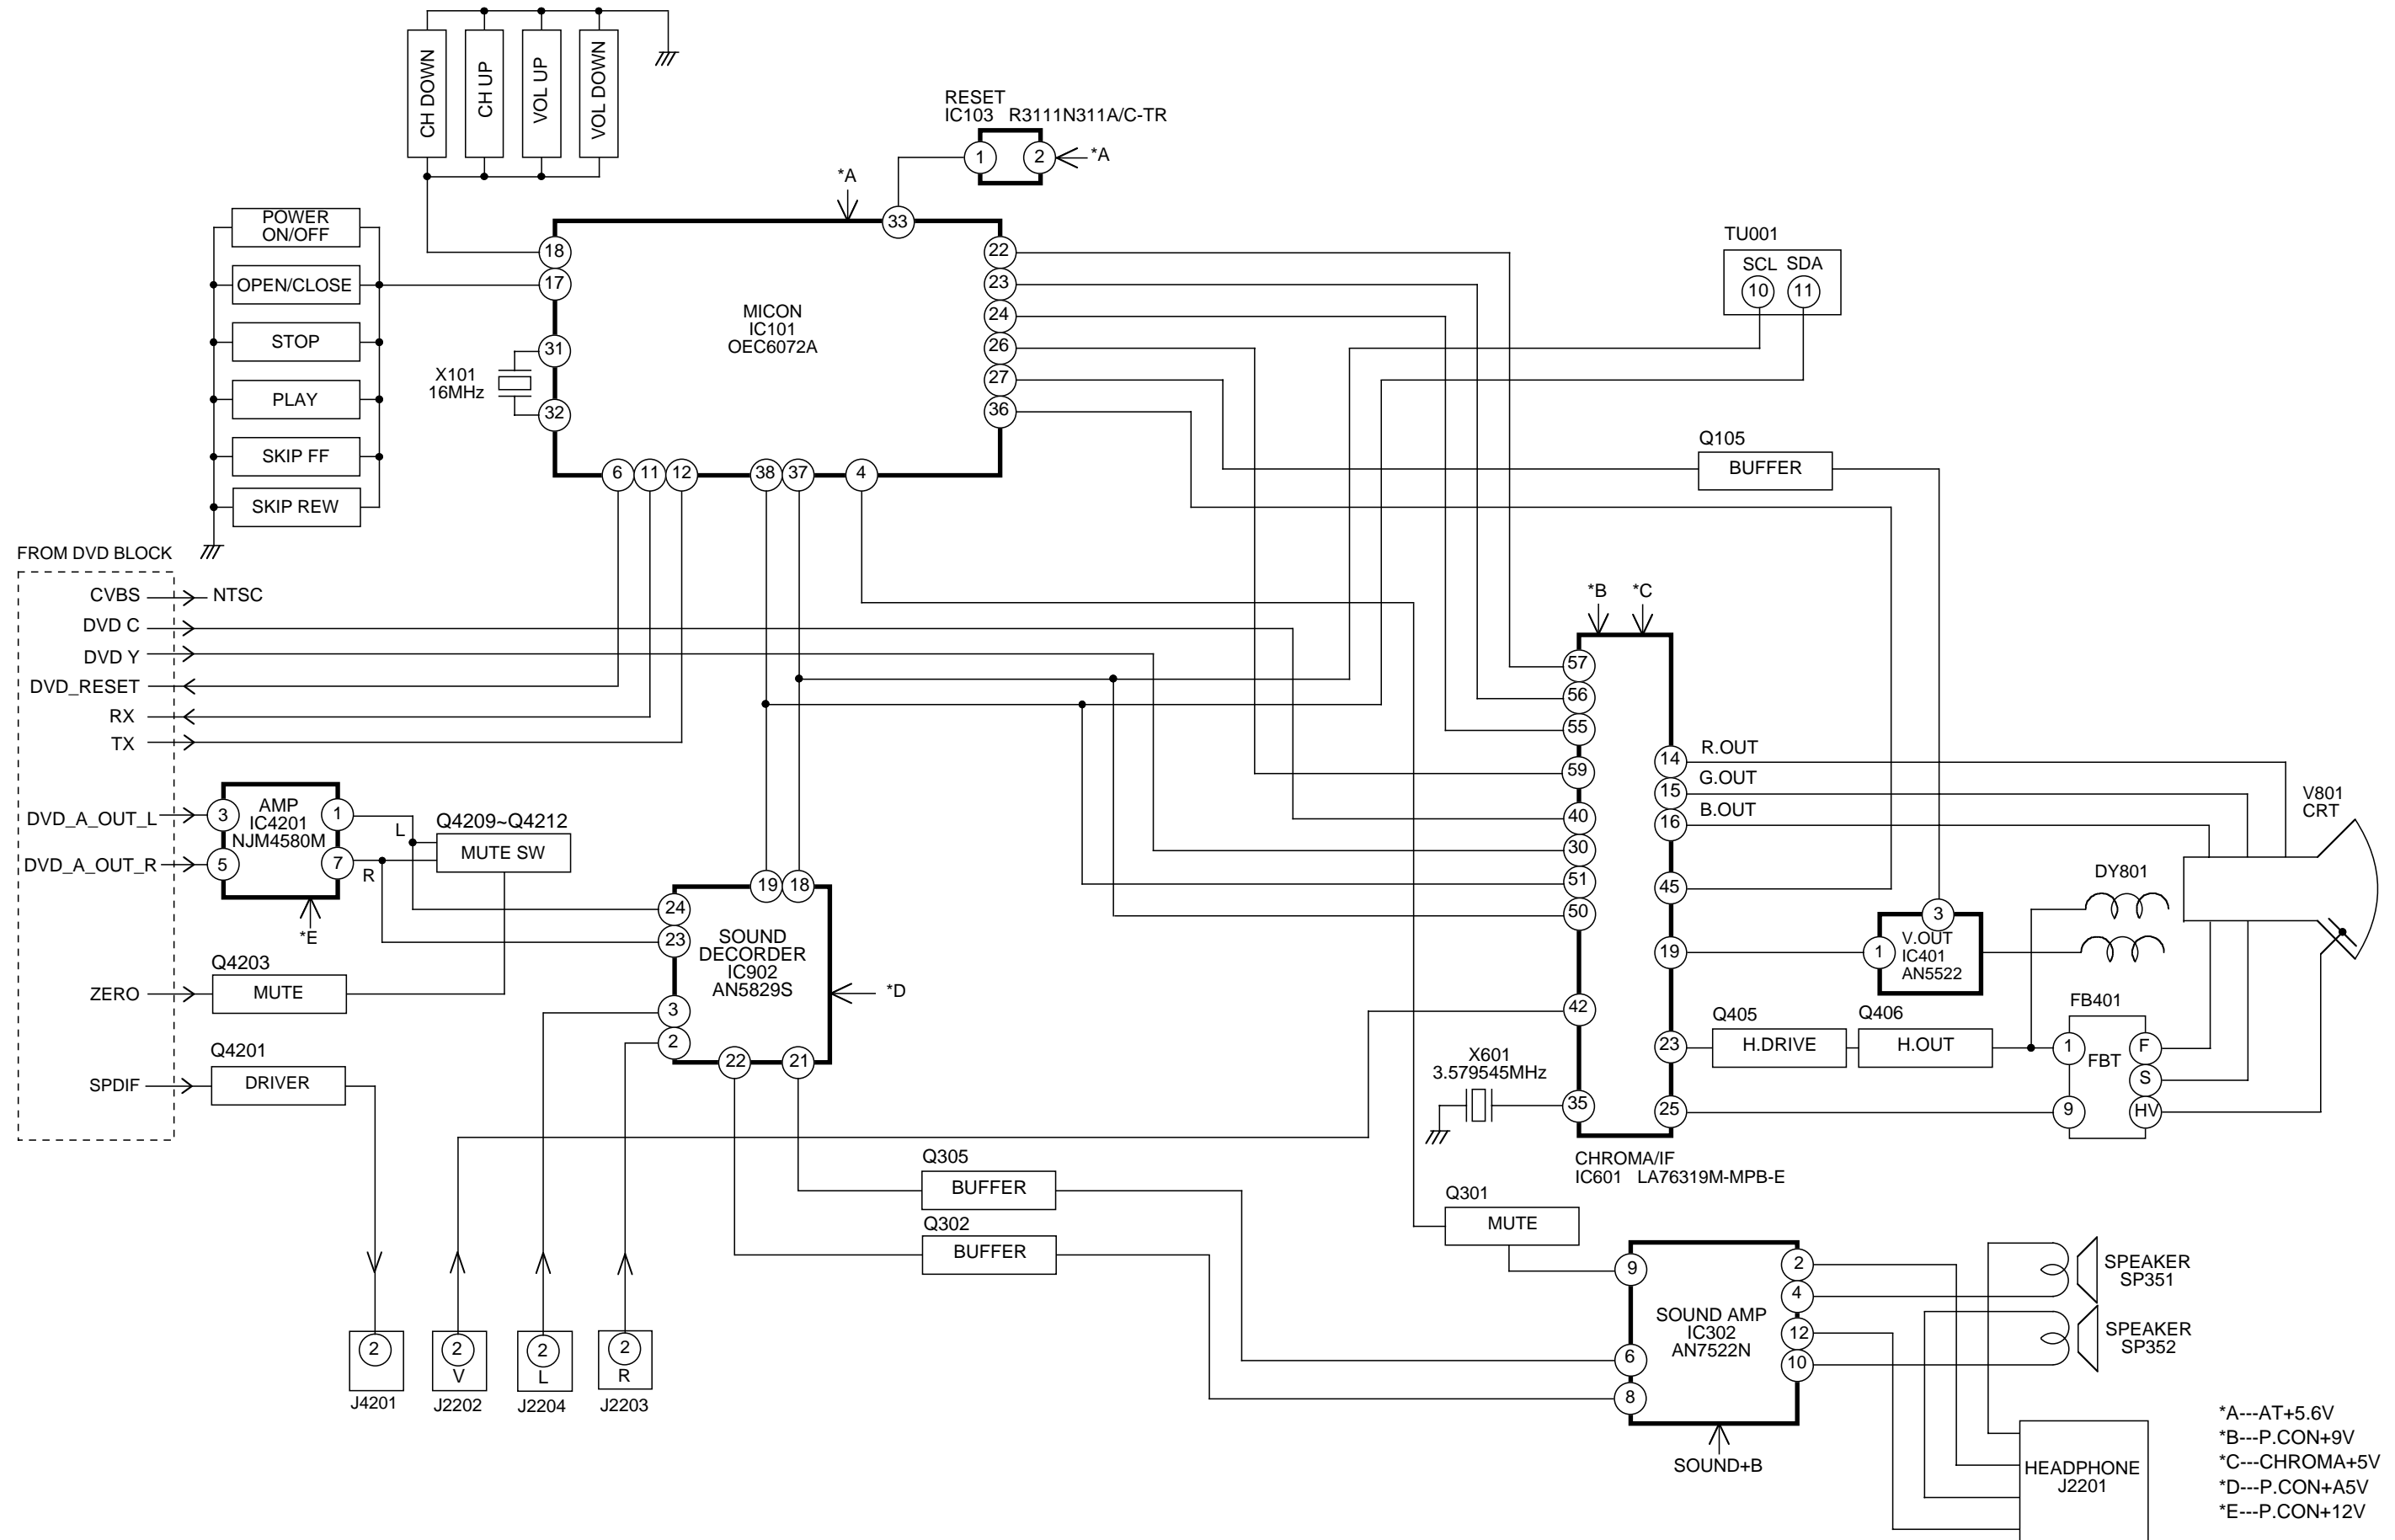 CH DOWN
CH UP
VOL UP
VOL DOWN
RESET
IC103 R3111N311A/C-TR
1
2
*A
*A
33
POWER
ON/OFF
OPEN/CLOSE
STOP
PLAY
SKIP FF
SKIP REW
18
17
31
32
X101
16MHz
MICON
IC101
OEC6072A
22
23
24
26
27
36
6
11
12
38
37
4
TU001
SCL SDA
10
11
Q105
BUFFER
FROM DVD BLOCK
CVBS
NTSC
DVD C
DVD Y
DVD_RESET
RX
TX
DVD_A_OUT_L
DVD_A_OUT_R
ZERO
SPDIF
3
5
AMP
IC4201
NJM4580M
1
7
*E
L
R
Q4209~Q4212
MUTE SW
Q4203
MUTE
Q4201
DRIVER
19
18
24
23
3
2
22
21
SOUND
DECORDER
IC902
AN5829S
*D
*B
*C
57
56
55
59
40
30
51
50
42
35
14
15
16
45
19
23
25
R.OUT
G.OUT
B.OUT
X601
3.579545MHz
CHROMA/IF
IC601 LA76319M-MPB-E
V801
CRT
DY801
3
1
V.OUT
IC401
AN5522
Q405
H.DRIVE
Q406
H.OUT
FB401
1
9
FBT
F
S
HV
Q305
BUFFER
Q302
BUFFER
Q301
MUTE
9
6
8
SOUND AMP
IC302
AN7522N
2
4
12
10
SOUND+B
SPEAKER
SP351
SPEAKER
SP352
HEADPHONE
J2201
2
J4201
2
V
J2202
2
L
J2204
2
R
J2203
*A---AT+5.6V
*B---P.CON+9V
*C---CHROMA+5V
*D---P.CON+A5V
*E---P.CON+12V